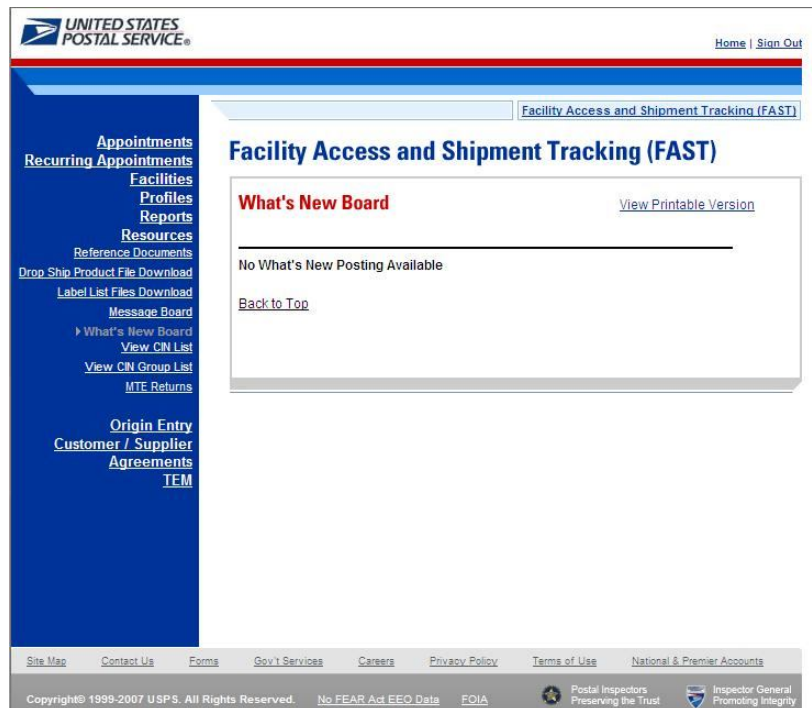 UNITED STATES
POSTAL SERVICE®
Home | Sign Out
Facility Access and Shipment Tracking (FAST)
Appointments
Recurring Appointments
Facilities
Profiles
Reports
Resources
Reference Documents
Drop Ship Product File Download
Label List Files Download
Message Board
What's New Board
View CIN List
View CIN Group List
MTE Returns
Origin Entry
Customer / Supplier
Agreements
TEM
Facility Access and Shipment Tracking (FAST)
What's New Board
View Printable Version
No What's New Posting Available
Back to Top
Site Map Contact Us Forms Gov't Services Careers Privacy Policy Terms of Use National & Premier Accounts
Copyright© 1999-2007 USPS. All Rights Reserved. No FEAR Act EEO Data FOIA
Postal Inspectors
Preserving the Trust
Inspector General
Promoting Integrity